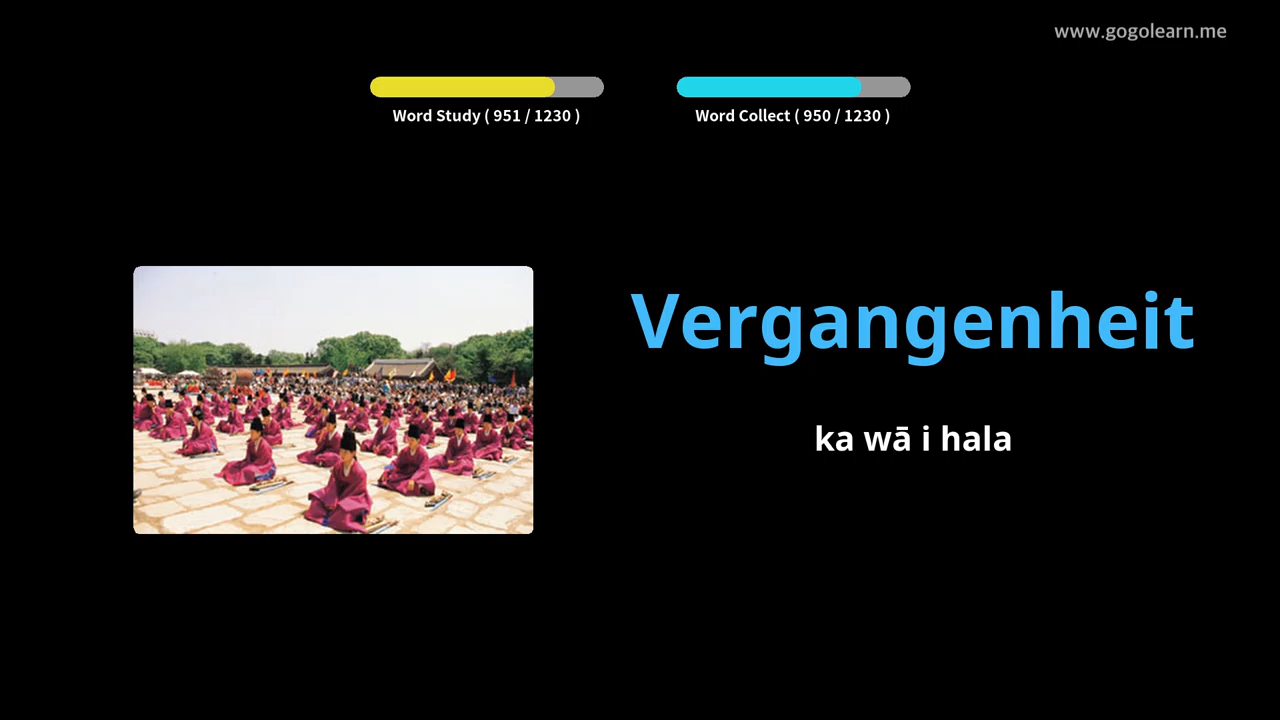 www.gogolearn.me
Word Study ( 951 / 1230 )
Word Collect ( 950 / 1230 )
Vergangenheit
ka wā i hala